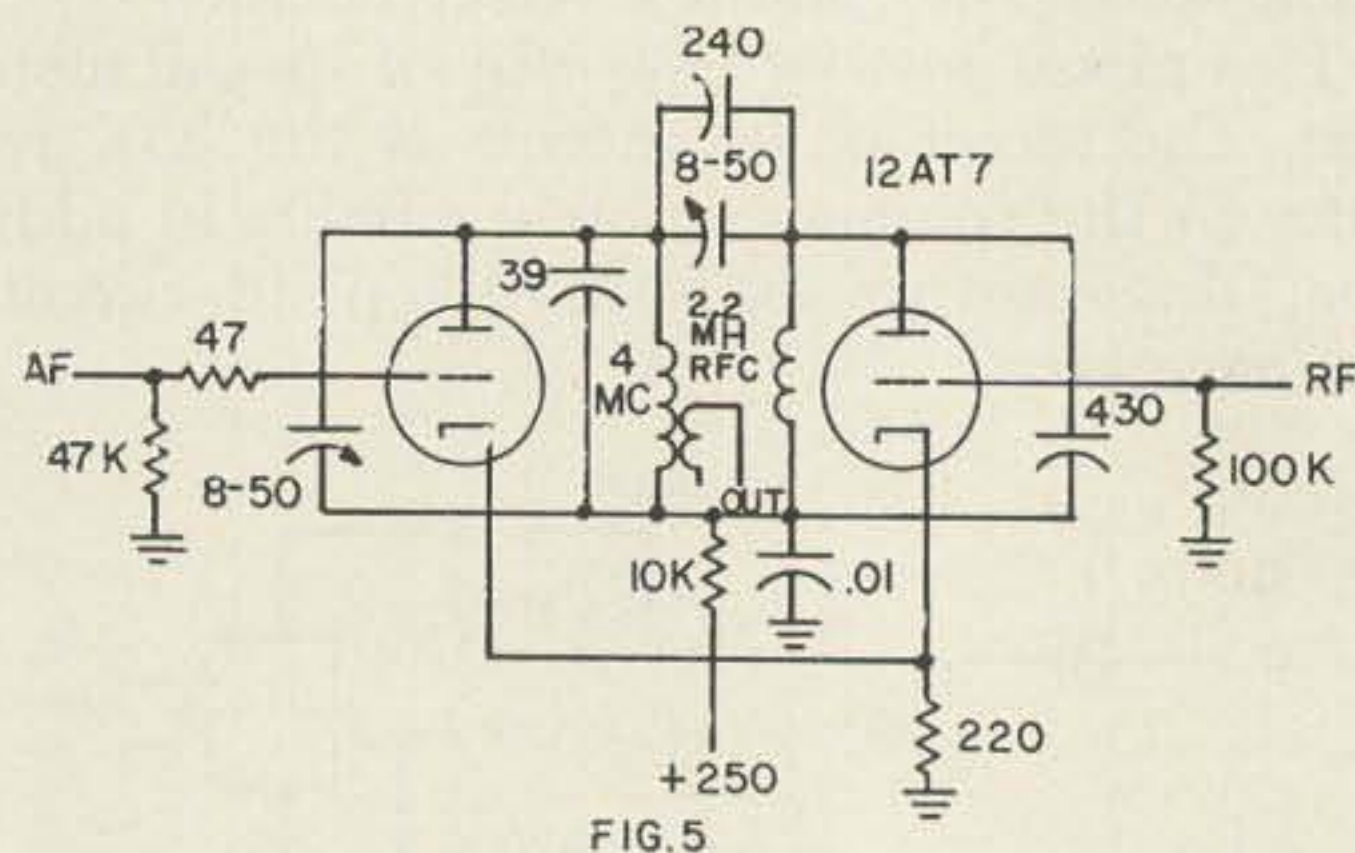 240
8-50
12AT7
39
2.2
MH
RFC
4
MC
AF
47
RF
47K
8-50
430
100K
OUT
10K
.01
220
+250
FIG.5